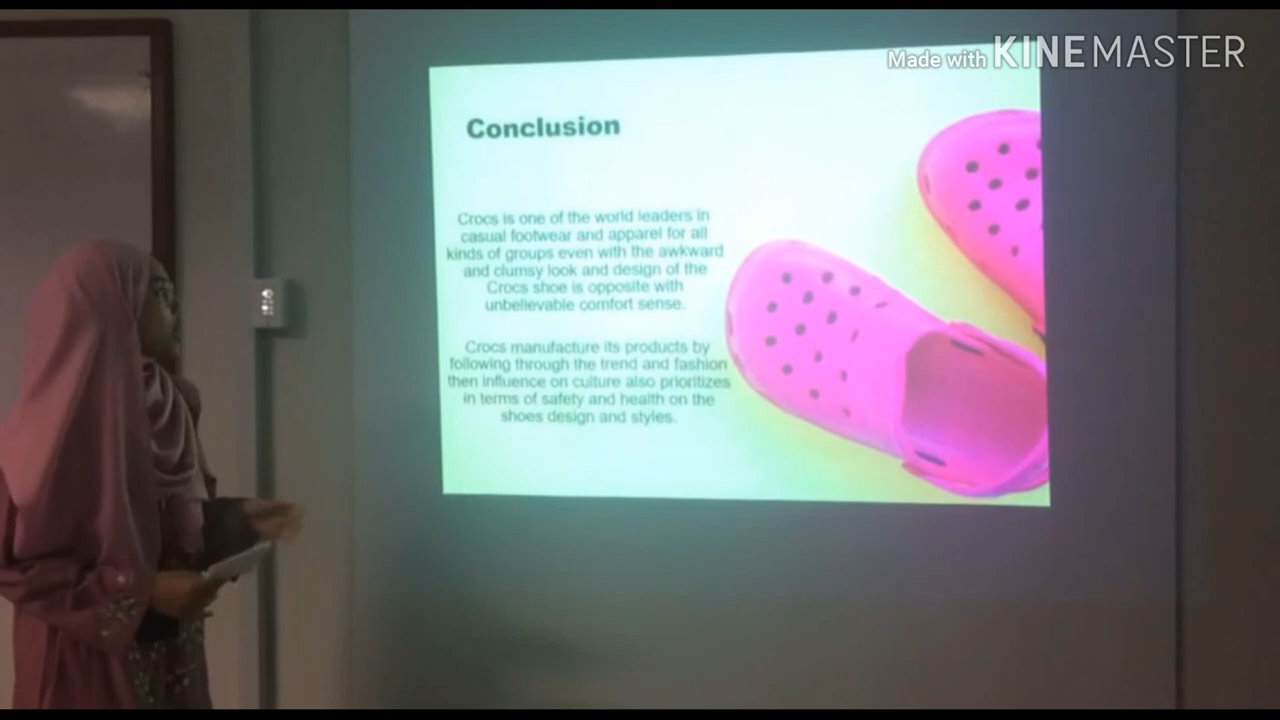 Made with KINEMASTER
Conclusion
Crocs is one of the world leaders in
casual footwear and apparel for all
kinds of groups even with the awkward
and clumsy look and design of the
Crocs shoe is opposite with
unbelievable comfort sense.
Crocs manufacture its products by
following through the trend and fashion
then influence on culture also prioritizes
in terms of safety and health on the
shoes design and styles.